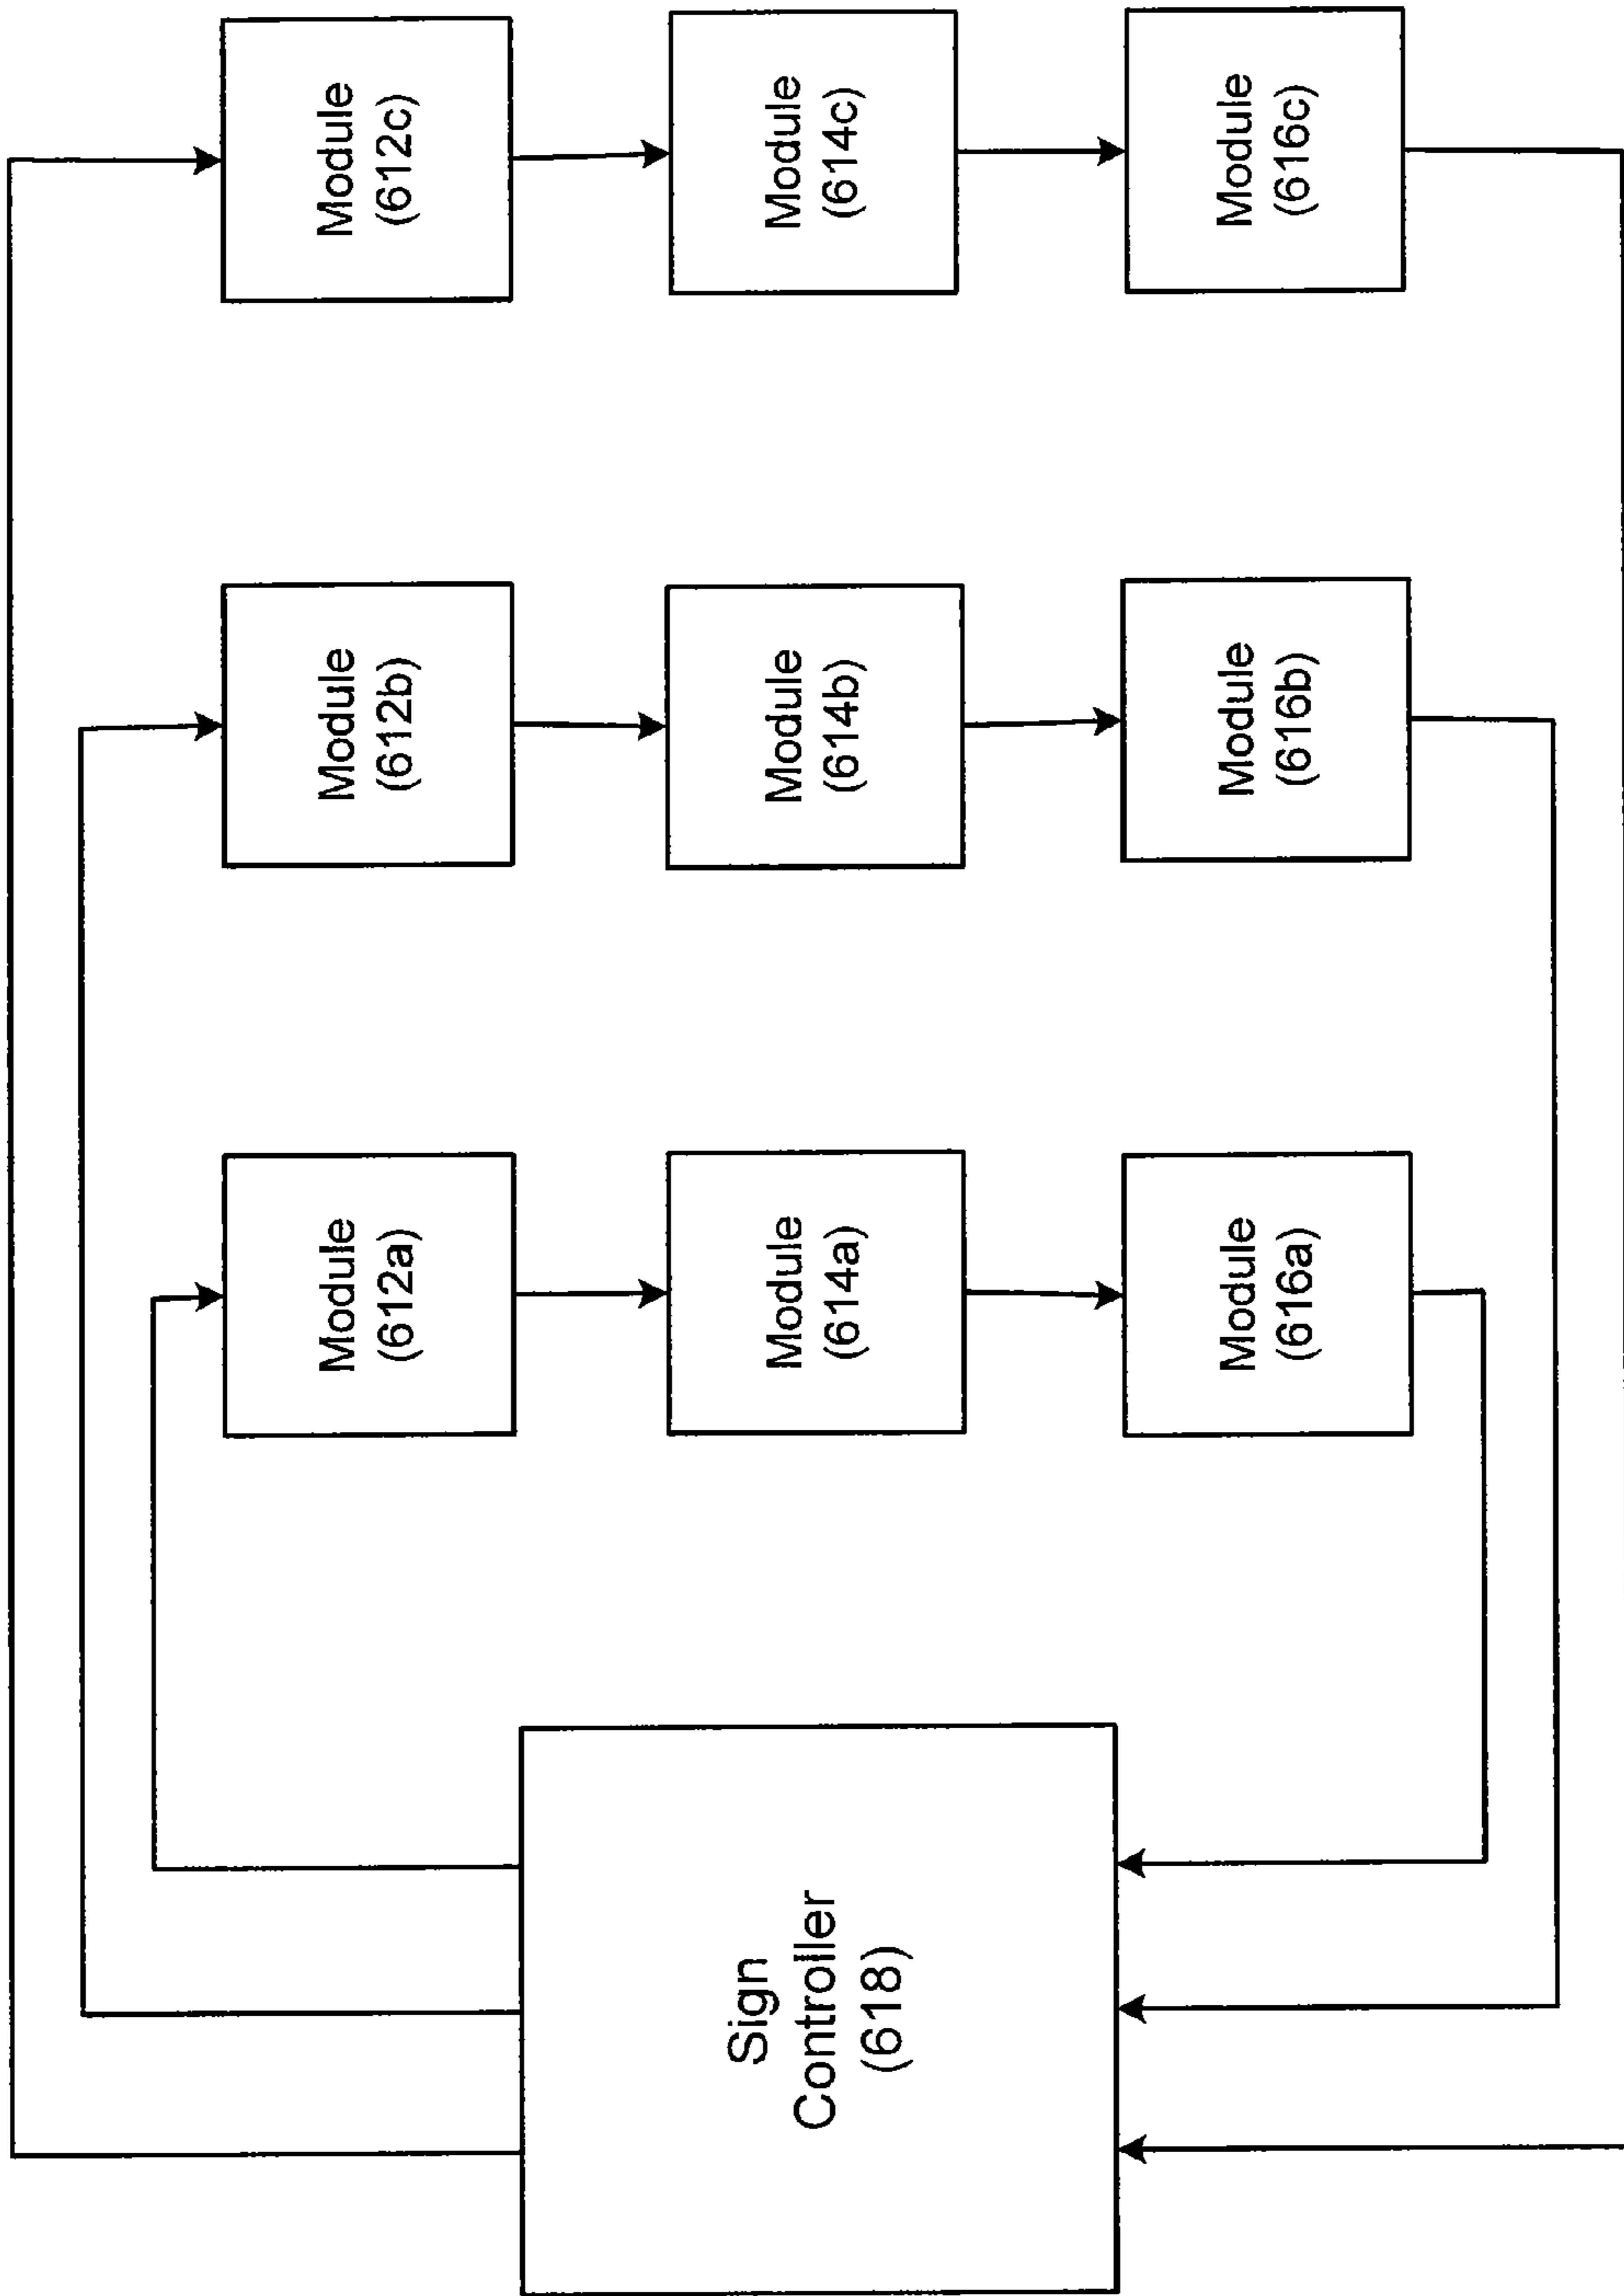 Module
(612c)
Module
(614c)
Module
(616c)
Module
(612b)
Module
(614b)
Module
(616b)
Module
(612a)
Module
(614a)
Module
(616a)
Sign
Controller
(618)